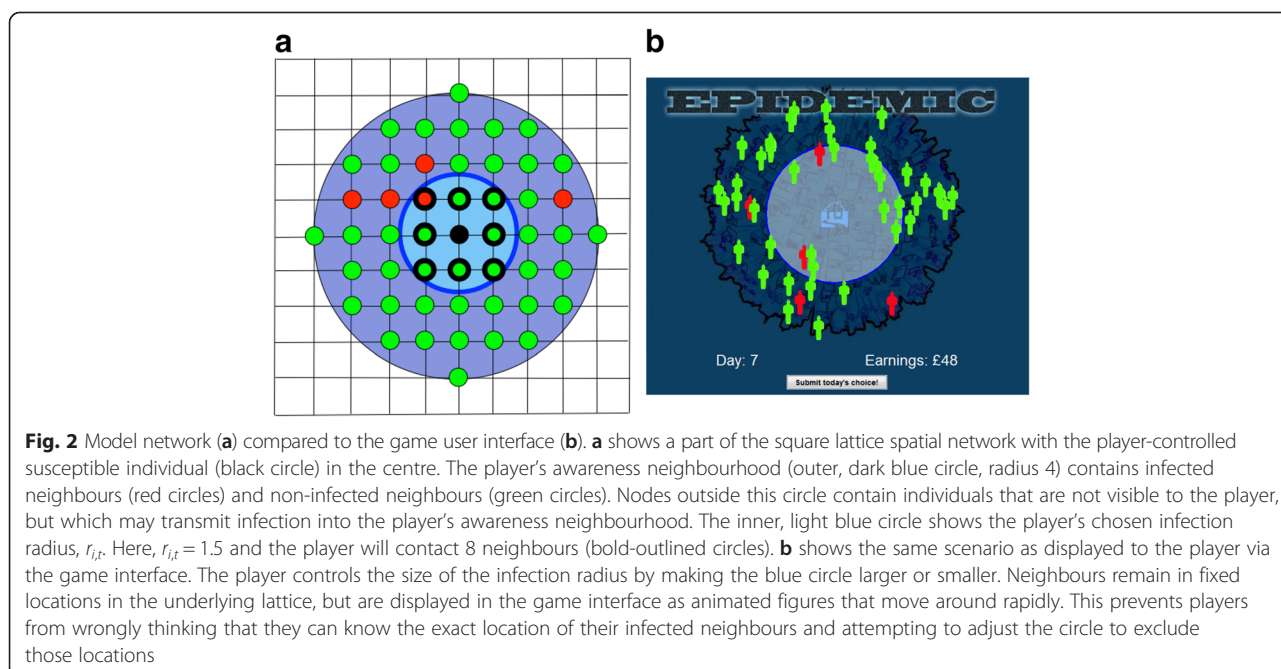 a
b
EPIDEMIC
Day: 7
Earnings: £48
Submit today's choice!
Fig. 2 Model network (a) compared to the game user interface (b). a shows a part of the square lattice spatial network with the player-controlled
susceptible individual (black circle) in the centre. The player's awareness neighbourhood (outer, dark blue circle, radius 4) contains infected
neighbours (red circles) and non-infected neighbours (green circles). Nodes outside this circle contain individuals that are not visible to the player,
but which may transmit infection into the player's awareness neighbourhood. The inner, light blue circle shows the player's chosen infection
radius, ri,t. Here, ri,t = 1.5 and the player will contact 8 neighbours (bold-outlined circles). b shows the same scenario as displayed to the player via
the game interface. The player controls the size of the infection radius by making the blue circle larger or smaller. Neighbours remain in fixed
locations in the underlying lattice, but are displayed in the game interface as animated figures that move around rapidly. This prevents players
from wrongly thinking that they can know the exact location of their infected neighbours and attempting to adjust the circle to exclude
those locations